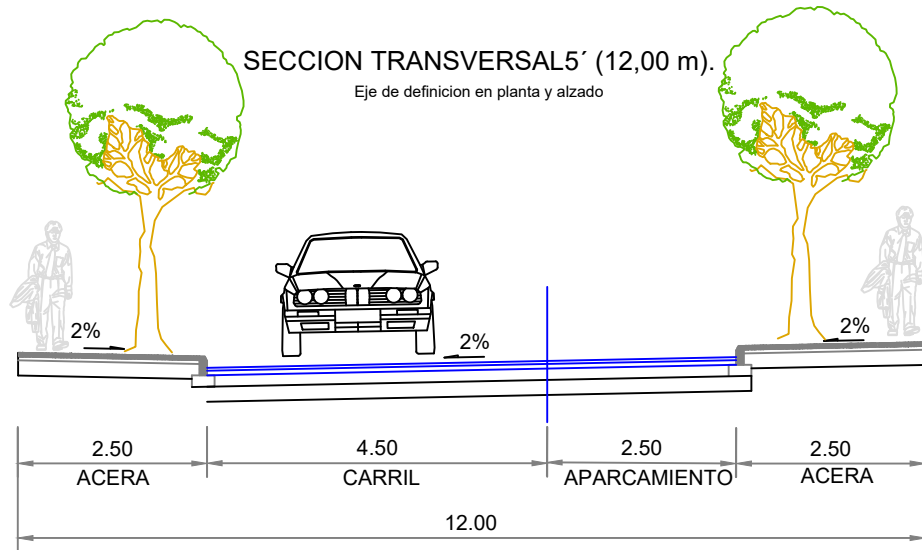 SECCION TRANSVERSAL5´ (12,00 m).
Eje de definicion en planta y alzado
2%
2%
2%
2.50
4.50
2.50
2.50
ACERA
CARRIL
APARCAMIENTO
ACERA
12.00